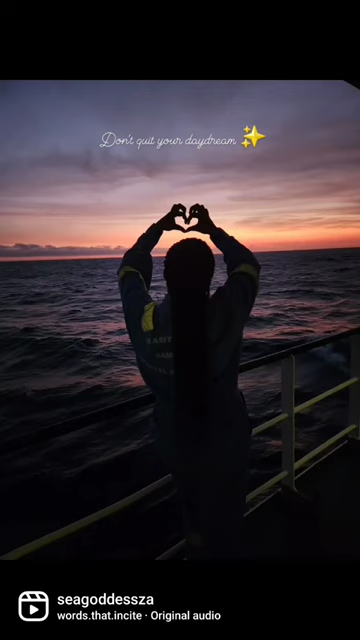 Don't quit your daydream ✨
seagoddessza
words.that.incite · Original audio